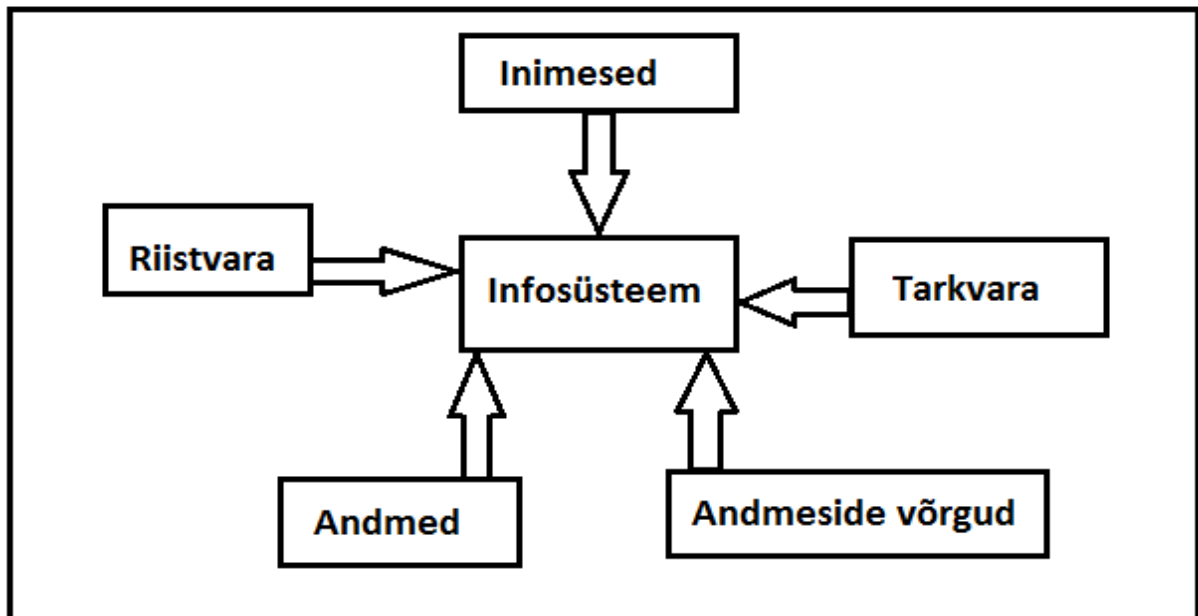 Inimesed
Riistvara
Infosüsteem
Tarkvara
Andmed
Andmeside võrgud